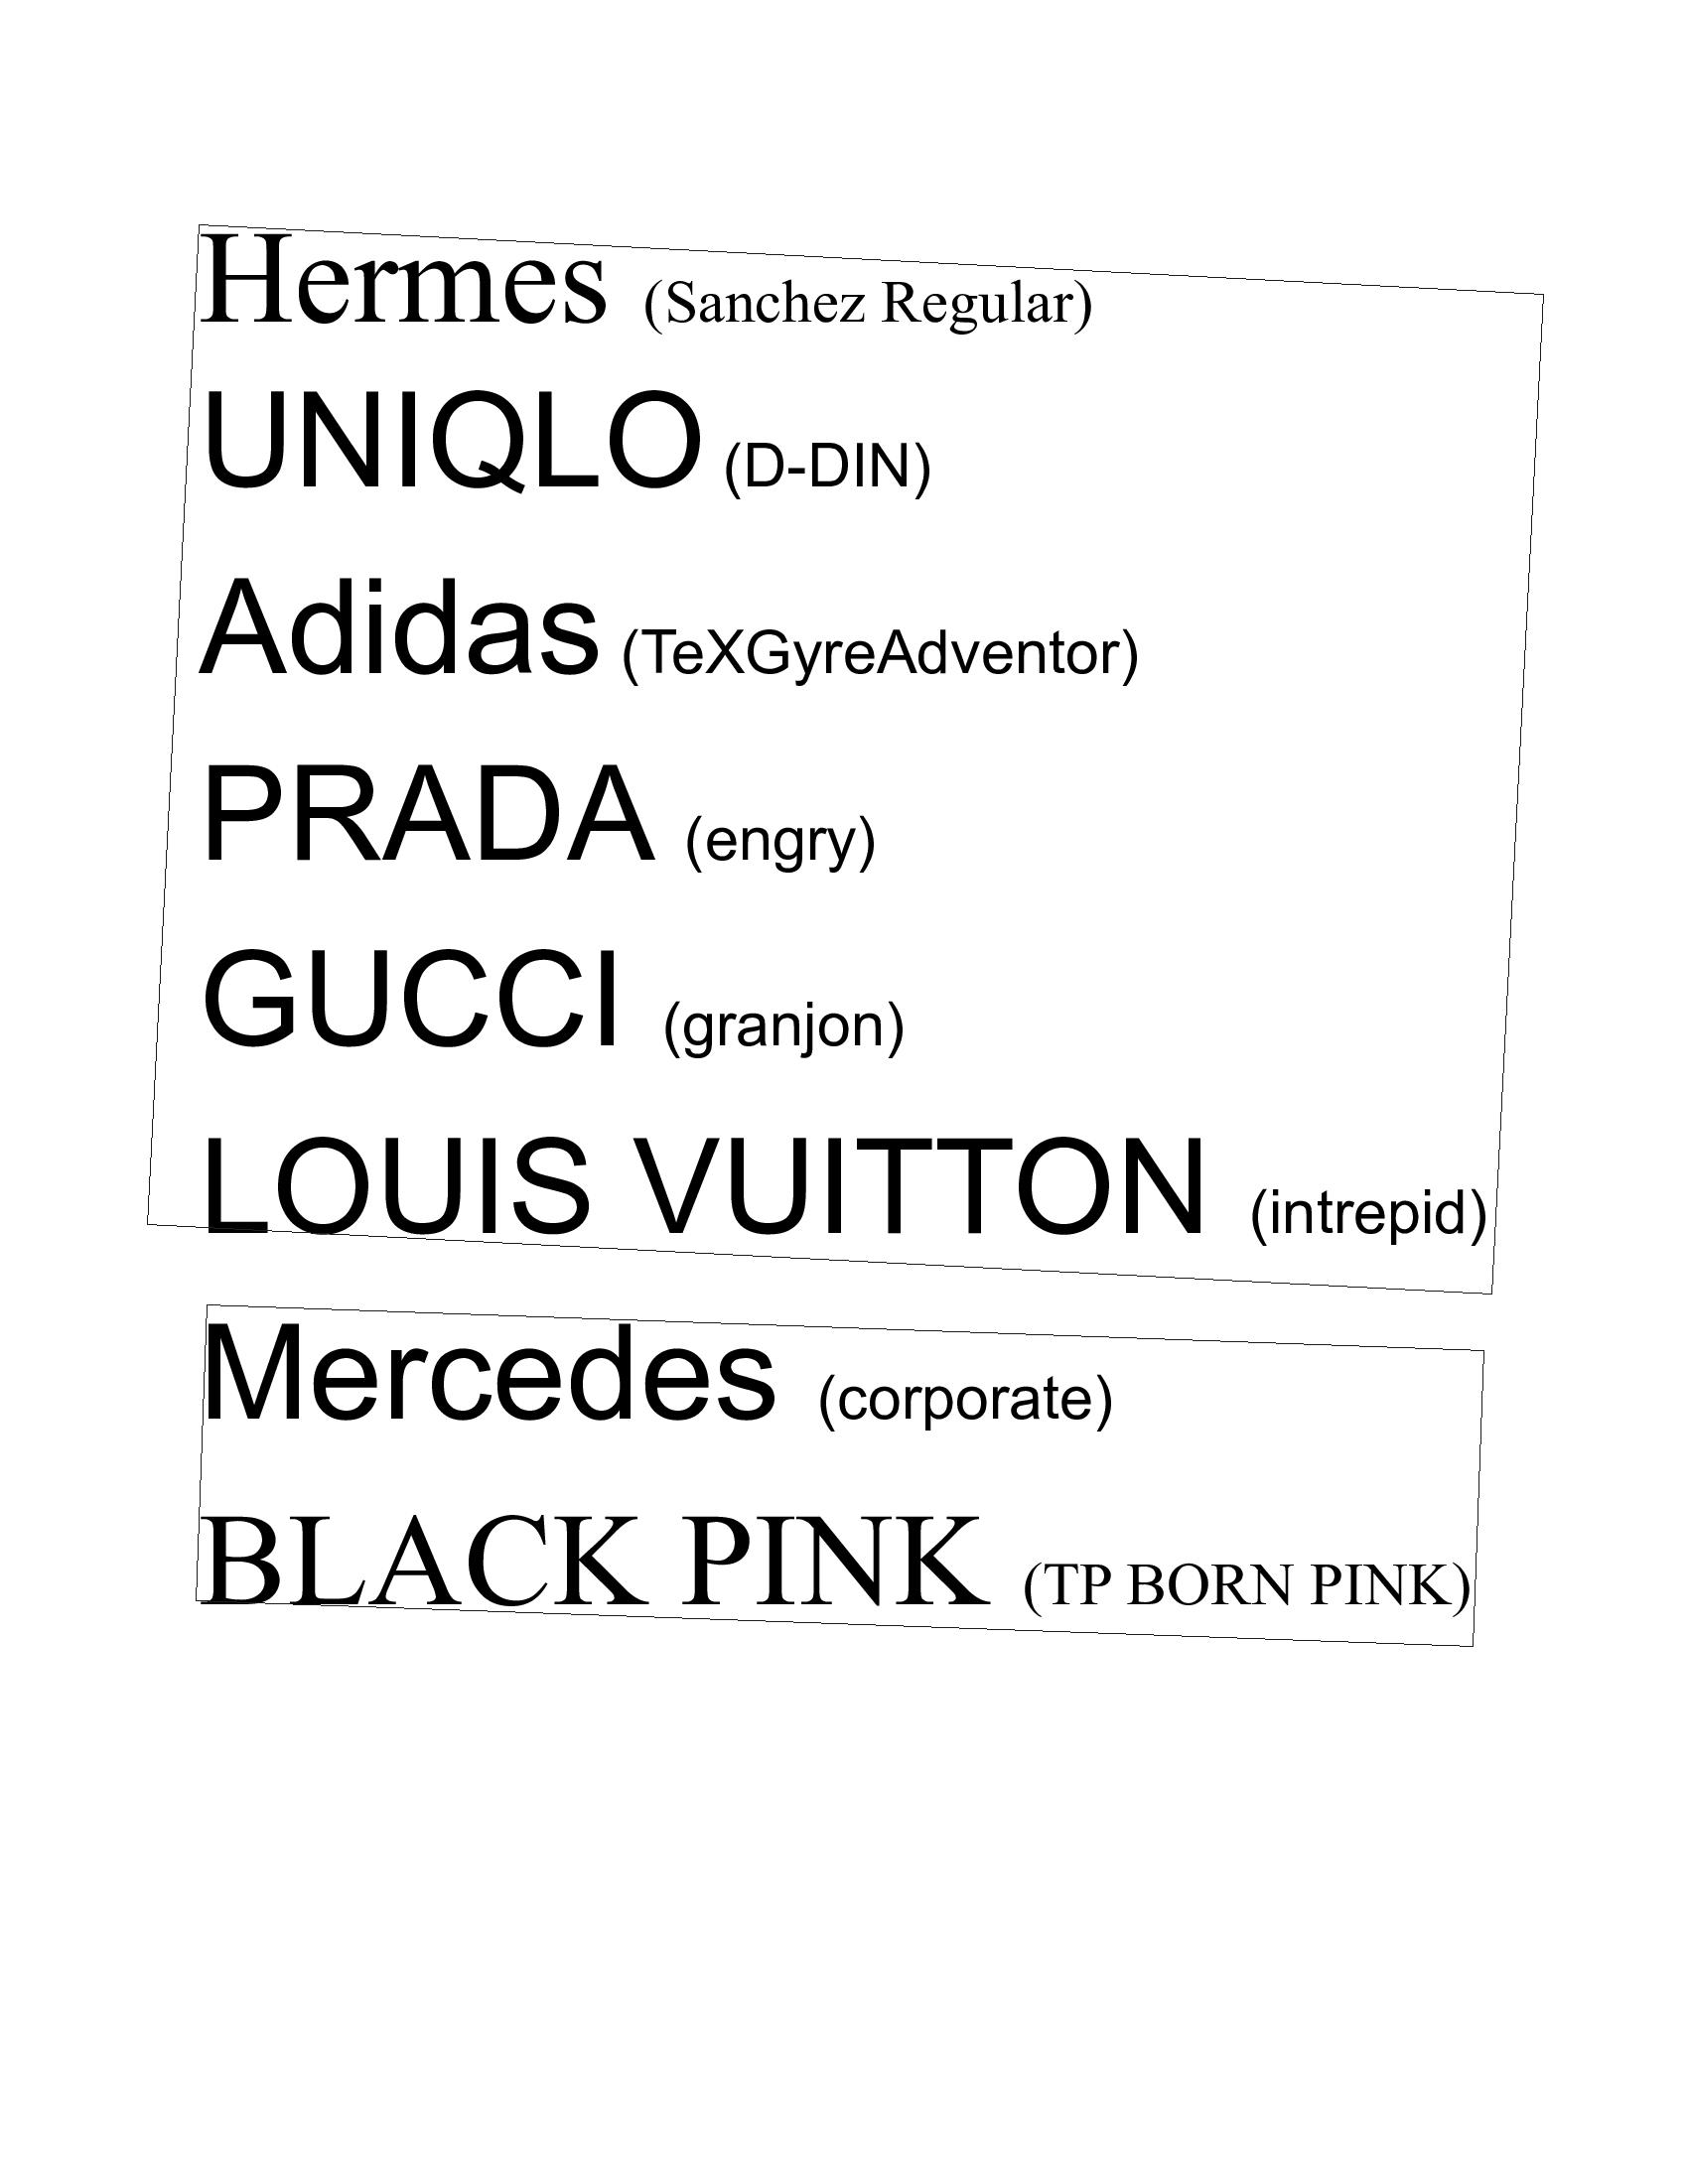 Hermes (Sanchez Regular)
UNIQLO (D-DIN)
Adidas (TeXGyreAdventor)
PRADA (engry)
GUCCI (granjon)
LOUIS VUITTON (intrepid)
Mercedes (corporate)
BLACK PINK (TP BORN PINK)